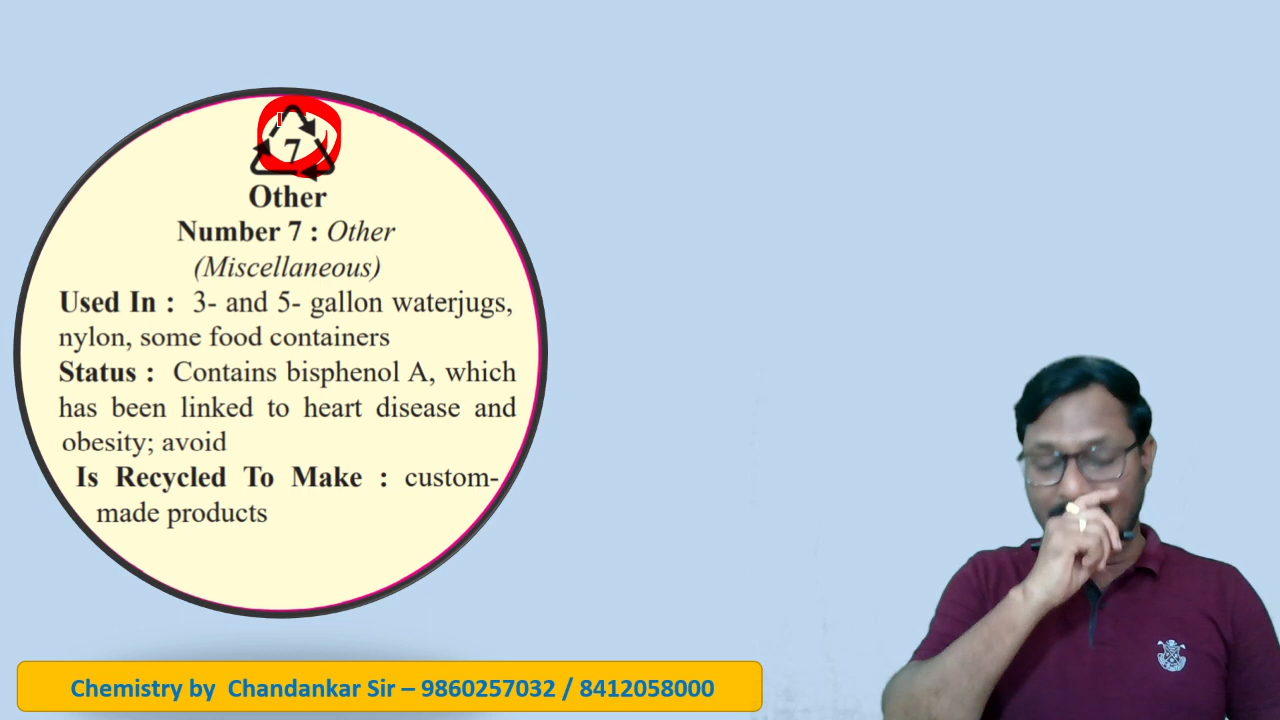 7
Other
Number 7 : Other
(Miscellaneous)
Used In : 3- and 5- gallon waterjugs,
nylon, some food containers
Status : Contains bisphenol A, which
has been linked to heart disease and
obesity; avoid
Is Recycled To Make : custom-
made products
Chemistry by Chandankar Sir – 9860257032 / 8412058000